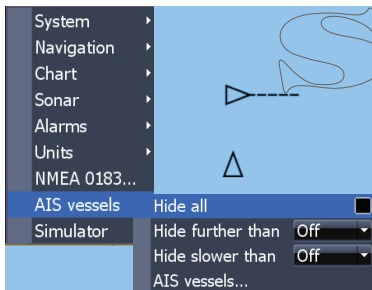 System
Navigation
Chart
Sonar
Alarms
Units
NMEA 0183...
AIS vessels
Simulator
Hide all
Hide further than Off
Hide slower than Off
AIS vessels...
S